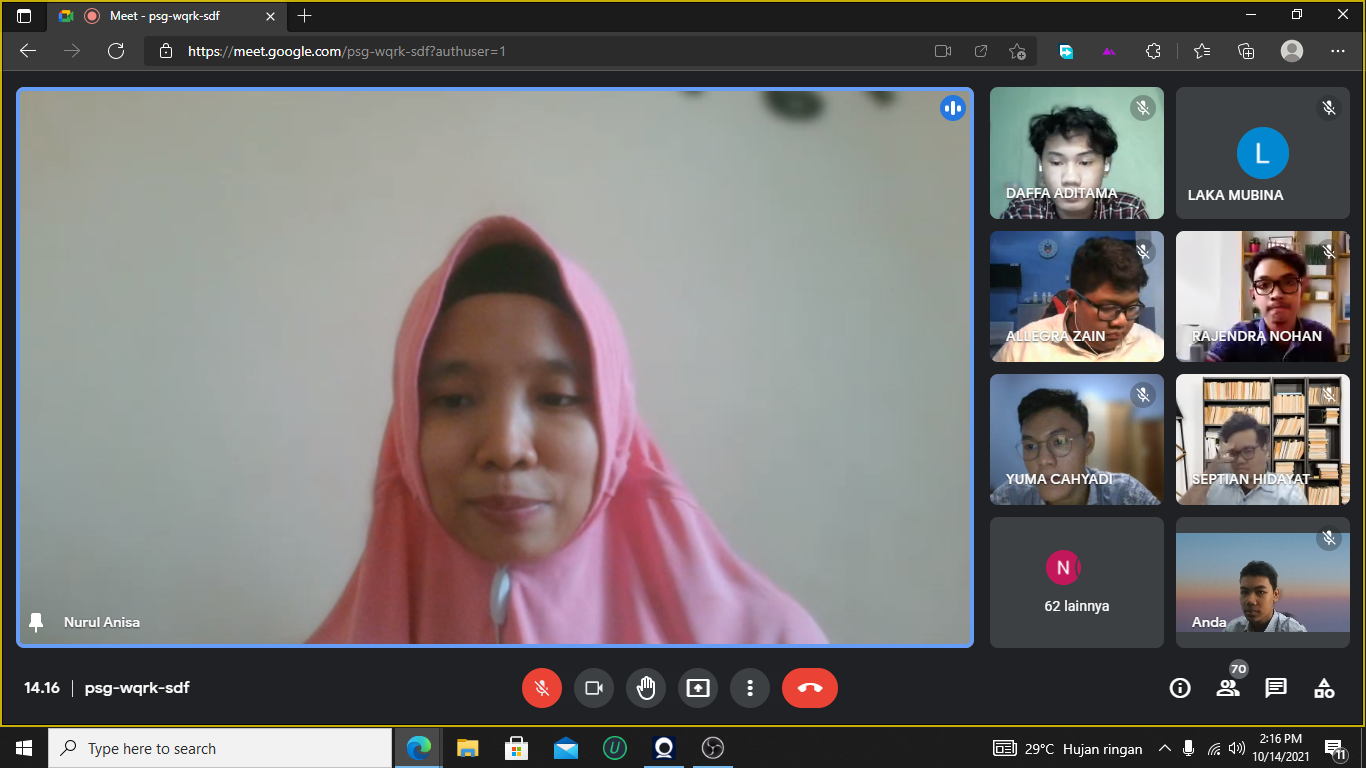 Meet - psg-wqrk-sdf
https://meet.google.com/psg-wqrk-sdf?authuser=1
Nurul Anisa
DAFFA ADITAMA
L
LAKA MUBINA
ALLEGRA ZAIN
RAJENDRA NOHAN
YUMA CAHYADI
SEPTIAN HIDAYAT
N
62 lainnya
Anda
14.16 | psg-wqrk-sdf
70
Type here to search
U
29°C Hujan ringan
2:16 PM
10/14/2021
11